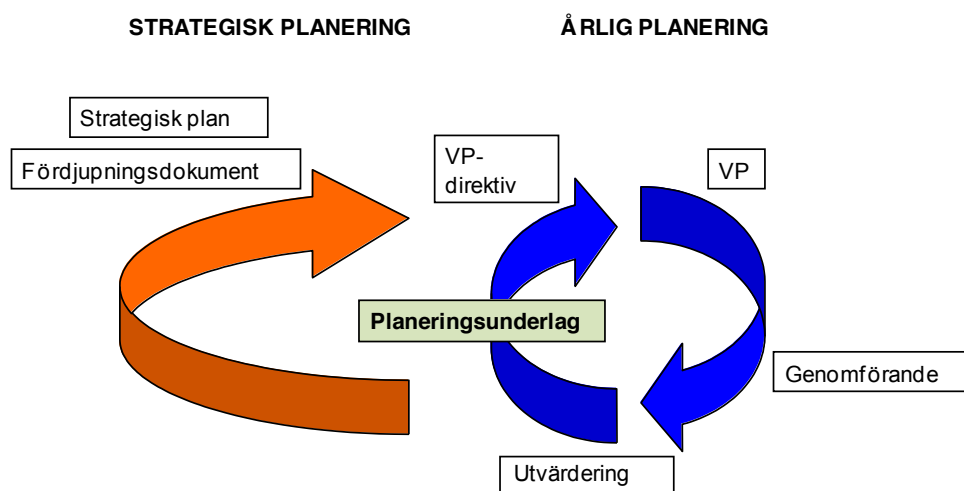 STRATEGISK PLANERING
ÅRLIG PLANERING
Strategisk plan
Fördjupningsdokument
VP-
direktiv
VP
Planeringsunderlag
Genomförande
Utvärdering